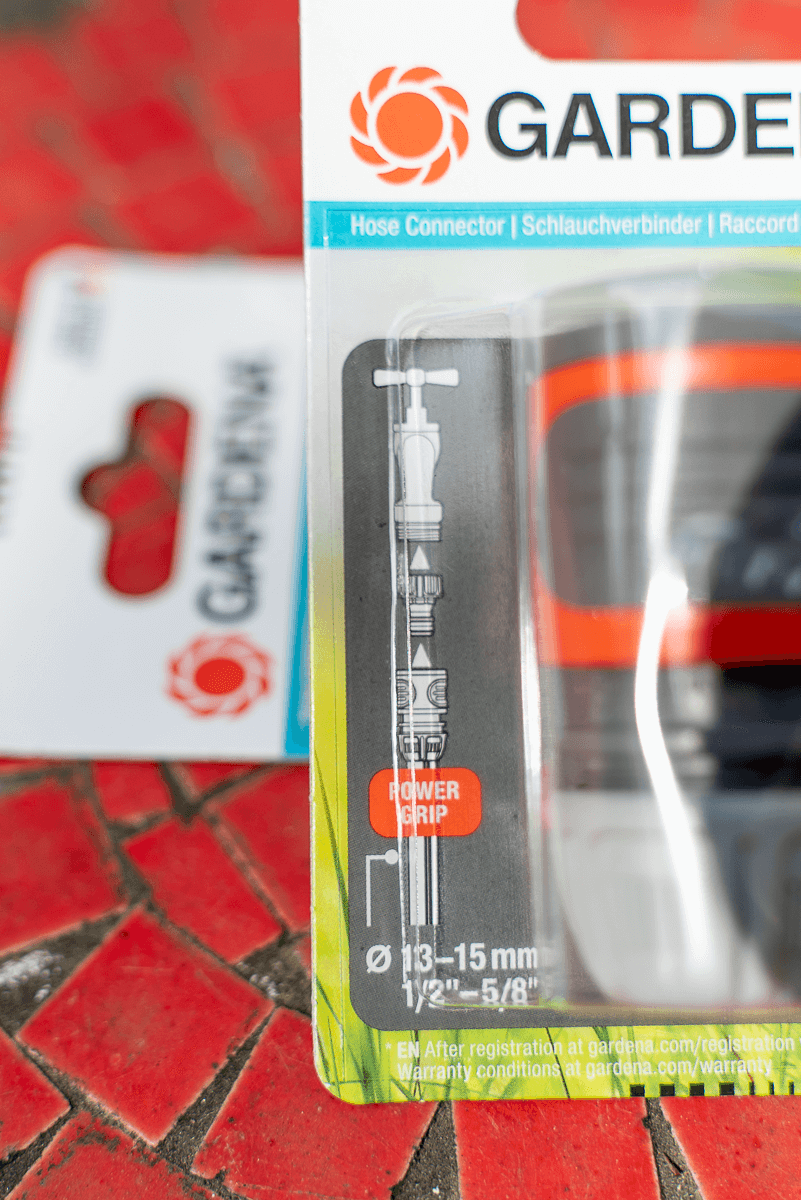 GARDE
Hose Connector | Schlauchverbinder | Raccord
GARDENA
POWER
GRIP
Ø 13–15 mm
1/2"–5/8"
* EN After registration at gardena.com/registration
Warranty conditions at gardena.com/warranty